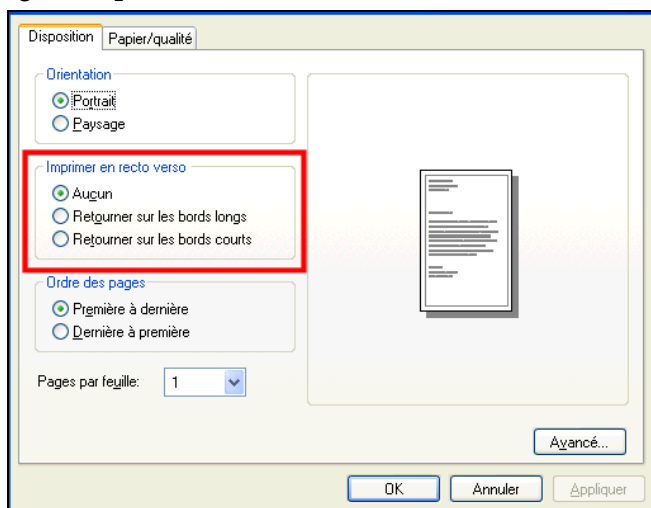 Disposition Papier/qualité
Orientation
Portrait
Paysage
Imprimer en recto verso
Aucun
Retourner sur les bords longs
Retourner sur les bords courts
Ordre des pages
Première à dernière
Dernière à première
Pages par feuille: 1
Avancé...
OK Annuler Appliquer